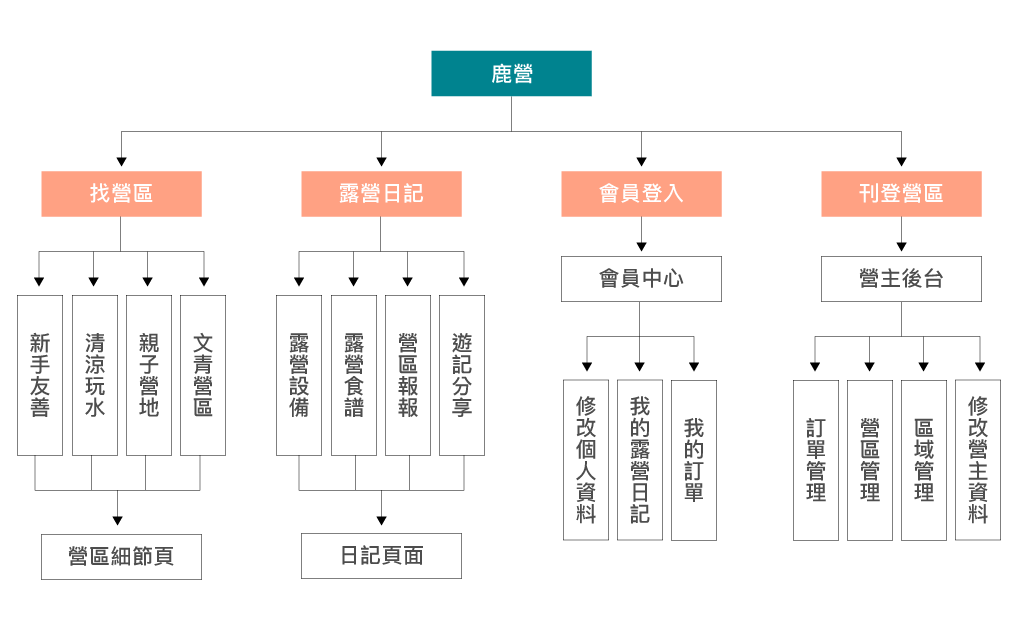 鹿營
找營區
露營日記
會員登入
刊登營區
會員中心
營主後台
新手友善
清涼玩水
親子營地
文青營區
露營設備
露營食譜
營區報報
遊記分享
修改個人資料
我的露營日記
我的訂單
訂單管理
營區管理
區域管理
修改營主資料
營區細節頁
日記頁面